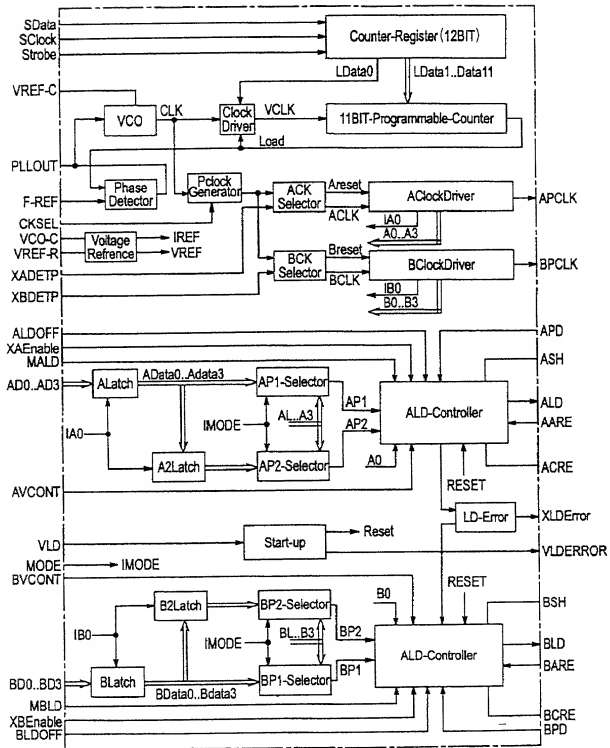 SData
SClock
Strobe
Counter-Register(12BIT)
LData0
LData1..Data11
VREF-C
VCO
CLK
Clock
Driver
VCLK
11BIT-Programmable-Counter
Load
PLLOUT
F-REF
Phase
Detector
Pclock
Generator
ACK
Selector
Areset
ACLK
AClockDriver
APCLK
IA0
A0..A3
CKSEL
VCO-C
VREF-R
Voltage
Refrence
IREF
VREF
BCK
Selector
Breset
BCLK
BClockDriver
BPCLK
IB0
B0..B3
XADETP
XBDETP
ALDOFF
XAEnable
MALD
AD0..AD3
ALatch
AData0..Adata3
AP1-Selector
AP1
IMODE
AL..A3
AP2
IA0
A2Latch
AP2-Selector
A0
ALD-Controller
RESET
APD
ASH
ALD
AARE
ACRE
AVCONT
LD-Error
XLDError
VLD
Start-up
Reset
VLDERROR
MODE
IMODE
BVCONT
B0
RESET
B2Latch
BP2-Selector
BP2
IB0
IMODE
BL..B3
BP1
BD0..BD3
BLatch
BData0..Bdata3
BP1-Selector
ALD-Controller
BSH
BLD
BARE
BCRE
BPD
MBLD
XBEnable
BLDOFF